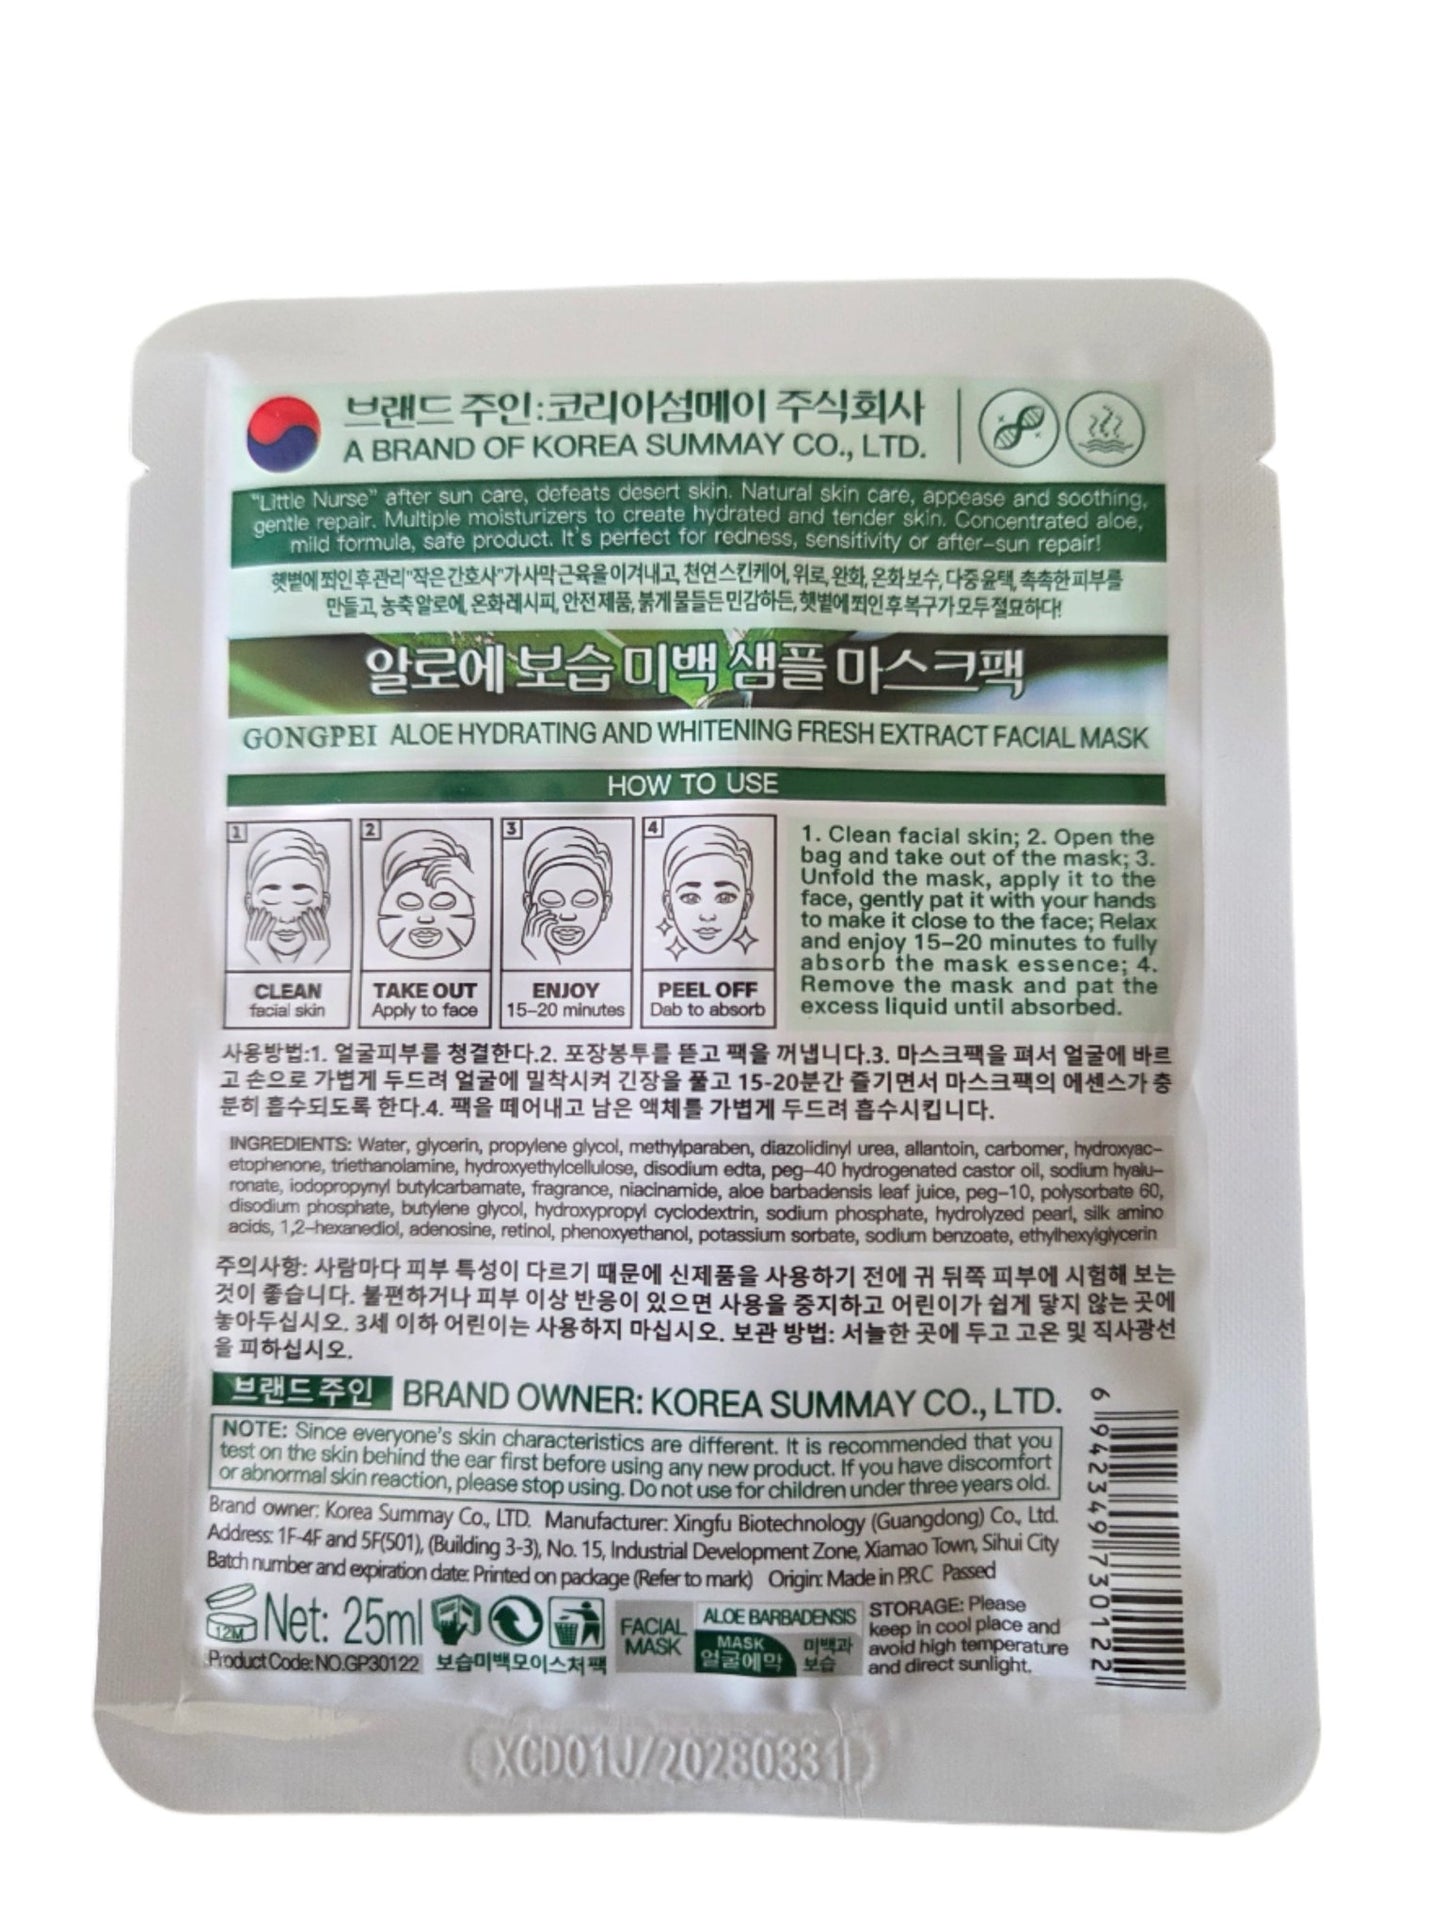 브랜드 주인:코리아섬메이 주식회사
A BRAND OF KOREA SUMMAY CO., LTD.
"Little Nurse" after sun care, defeats desert skin. Natural skin care, appease and soothing,
gentle repair. Multiple moisturizers to create hydrated and tender skin. Concentrated aloe,
mild formula, safe product. It's perfect for redness, sensitivity or after-sun repair!
햇볕에 쬐인 후 관리"작은 간호사"가 사막 근육을 이겨내고, 천연 스킨케어, 위로, 완화, 온화 보수, 다중 윤택, 촉촉한 피부를
만들고, 농축 알로에, 온화 레시피, 안전 제품, 붉게 물들든 민감하든, 햇볕에 쬐인 후 복구가 모두 절묘하다!
알로에 보습 미백 샘플 마스크팩
GONGPEI ALOE HYDRATING AND WHITENING FRESH EXTRACT FACIAL MASK
HOW TO USE
1 2 3 4
CLEAN TAKE OUT ENJOY PEEL OFF
facial skin Apply to face 15-20 minutes Dab to absorb
1. Clean facial skin; 2. Open the
bag and take out of the mask; 3.
Unfold the mask, apply it to the
face, gently pat it with your hands
to make it close to the face; Relax
and enjoy 15-20 minutes to fully
absorb the mask essence; 4.
Remove the mask and pat the
excess liquid until absorbed.
사용방법:1. 얼굴피부를 청결한다.2. 포장봉투를 뜯고 팩을 꺼냅니다.3. 마스크팩을 펴서 얼굴에 바르
고 손으로 가볍게 두드려 얼굴에 밀착시켜 긴장을 풀고 15-20분간 즐기면서 마스크팩의 에센스가 충
분히 흡수되도록 한다.4. 팩을 떼어내고 남은 액체를 가볍게 두드려 흡수시킵니다.
INGREDIENTS: Water, glycerin, propylene glycol, methylparaben, diazolidinyl urea, allantoin, carbomer, hydroxyac-
etophenone, triethanolamine, hydroxyethylcellulose, disodium edta, peg-40 hydrogenated castor oil, sodium hyalu-
ronate, iodopropynyl butylcarbamate, fragrance, niacinamide, aloe barbadensis leaf juice, peg-10, polysorbate 60,
disodium phosphate, butylene glycol, hydroxypropyl cyclodextrin, sodium phosphate, hydrolyzed pearl, silk amino
acids, 1,2-hexanediol, adenosine, retinol, phenoxyethanol, potassium sorbate, sodium benzoate, ethylhexylglycerin
주의사항: 사람마다 피부 특성이 다르기 때문에 신제품을 사용하기 전에 귀 뒤쪽 피부에 시험해 보는
것이 좋습니다. 불편하거나 피부 이상 반응이 있으면 사용을 중지하고 어린이가 쉽게 닿지 않는 곳에
놓아두십시오. 3세 이하 어린이는 사용하지 마십시오. 보관 방법: 서늘한 곳에 두고 고온 및 직사광선
을 피하십시오.
브랜드 주인 BRAND OWNER: KOREA SUMMAY CO., LTD.
NOTE: Since everyone's skin characteristics are different. It is recommended that you
test on the skin behind the ear first before using any new product. If you have discomfort
or abnormal skin reaction, please stop using. Do not use for children under three years old.
Brand owner: Korea Summay Co., LTD. Manufacturer: Xingfu Biotechnology (Guangdong) Co., Ltd.
Address: 1F-4F and 5F(501), (Building 3-3), No. 15, Industrial Development Zone, Xiamao Town, Sihui City
Batch number and expiration date: Printed on package (Refer to mark) Origin: Made in P.R.C Passed
12M Net: 25ml
Product Code: NO.GP30122 보습미백모이스처 팩
FACIAL
MASK
ALOE BARBADENSIS
MASK
얼굴에막
미백과
보습
STORAGE: Please
keep in cool place and
avoid high temperature
and direct sunlight.
6 942349 730122
XCD01J/20280331